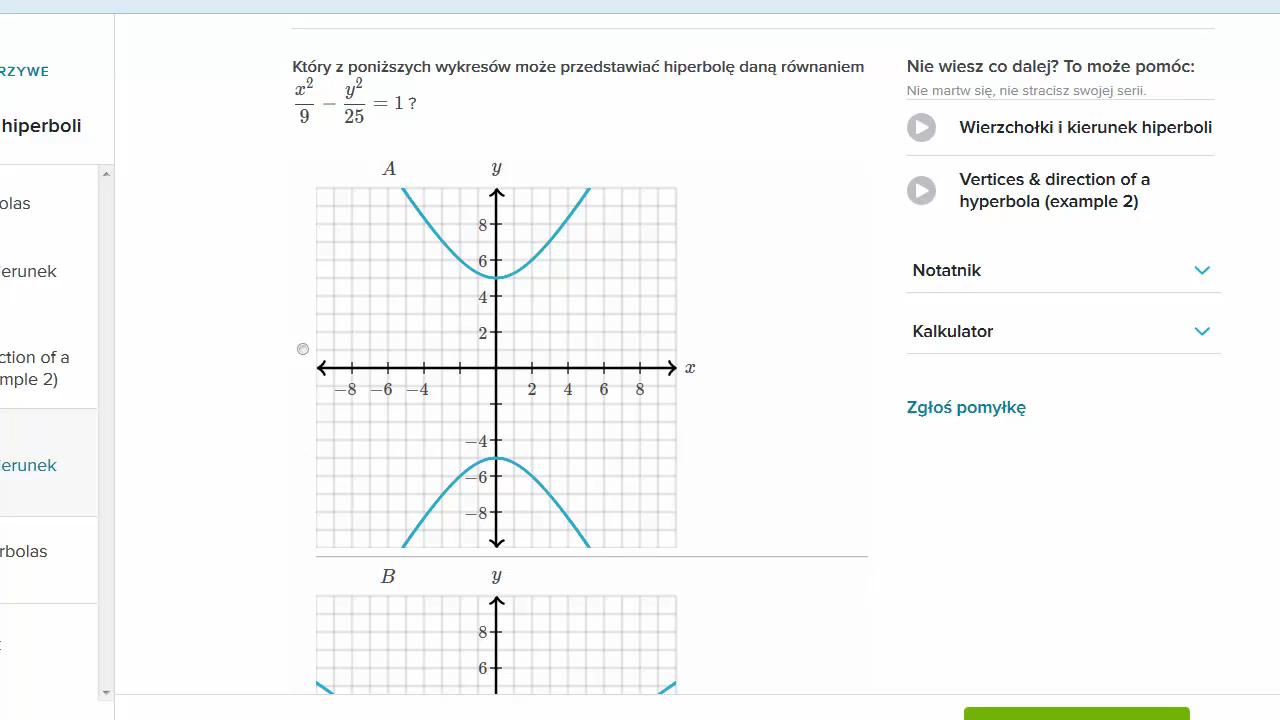 RZYWE
hiperboli
olas
erunek
ction of a
mple 2)
erunek
rbolas
Który z poniższych wykresów może przedstawiać hiperbolę daną równaniem
x²/9 − y²/25 = 1 ?
A y
8
6
4
2
x
−8 −6 −4 2 4 6 8
−4
−6
−8
B y
8
6
Nie wiesz co dalej? To może pomóc:
Nie martw się, nie stracisz swojej serii.
Wierzchołki i kierunek hiperboli
Vertices & direction of a
hyperbola (example 2)
Notatnik
Kalkulator
Zgłoś pomyłkę